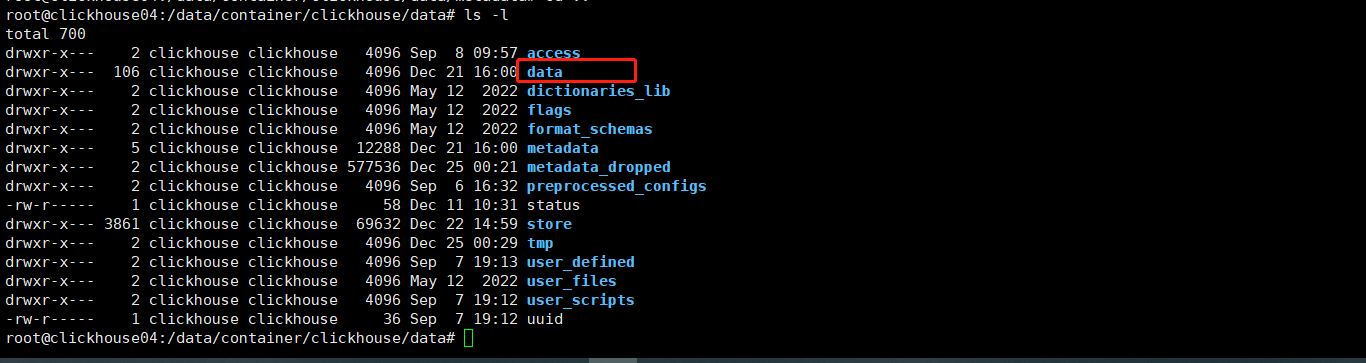 root@clickhouse04:/data/container/clickhouse/data# ls -l
total 700
drwxr-x---    2 clickhouse clickhouse   4096 Sep  8 09:57 access
drwxr-x---  106 clickhouse clickhouse   4096 Dec 21 16:00 data
drwxr-x---    2 clickhouse clickhouse   4096 May 12  2022 dictionaries_lib
drwxr-x---    2 clickhouse clickhouse   4096 May 12  2022 flags
drwxr-x---    2 clickhouse clickhouse   4096 May 12  2022 format_schemas
drwxr-x---    5 clickhouse clickhouse  12288 Dec 21 16:00 metadata
drwxr-x---    2 clickhouse clickhouse 577536 Dec 25 00:21 metadata_dropped
drwxr-x---    2 clickhouse clickhouse   4096 Sep  6 16:32 preprocessed_configs
-rw-r-----    1 clickhouse clickhouse     58 Dec 11 10:31 status
drwxr-x--- 3861 clickhouse clickhouse  69632 Dec 22 14:59 store
drwxr-x---    2 clickhouse clickhouse   4096 Dec 25 00:29 tmp
drwxr-x---    2 clickhouse clickhouse   4096 Sep  7 19:13 user_defined
drwxr-x---    2 clickhouse clickhouse   4096 May 12  2022 user_files
drwxr-x---    2 clickhouse clickhouse   4096 Sep  7 19:12 user_scripts
-rw-r-----    1 clickhouse clickhouse     36 Sep  7 19:12 uuid
root@clickhouse04:/data/container/clickhouse/data#